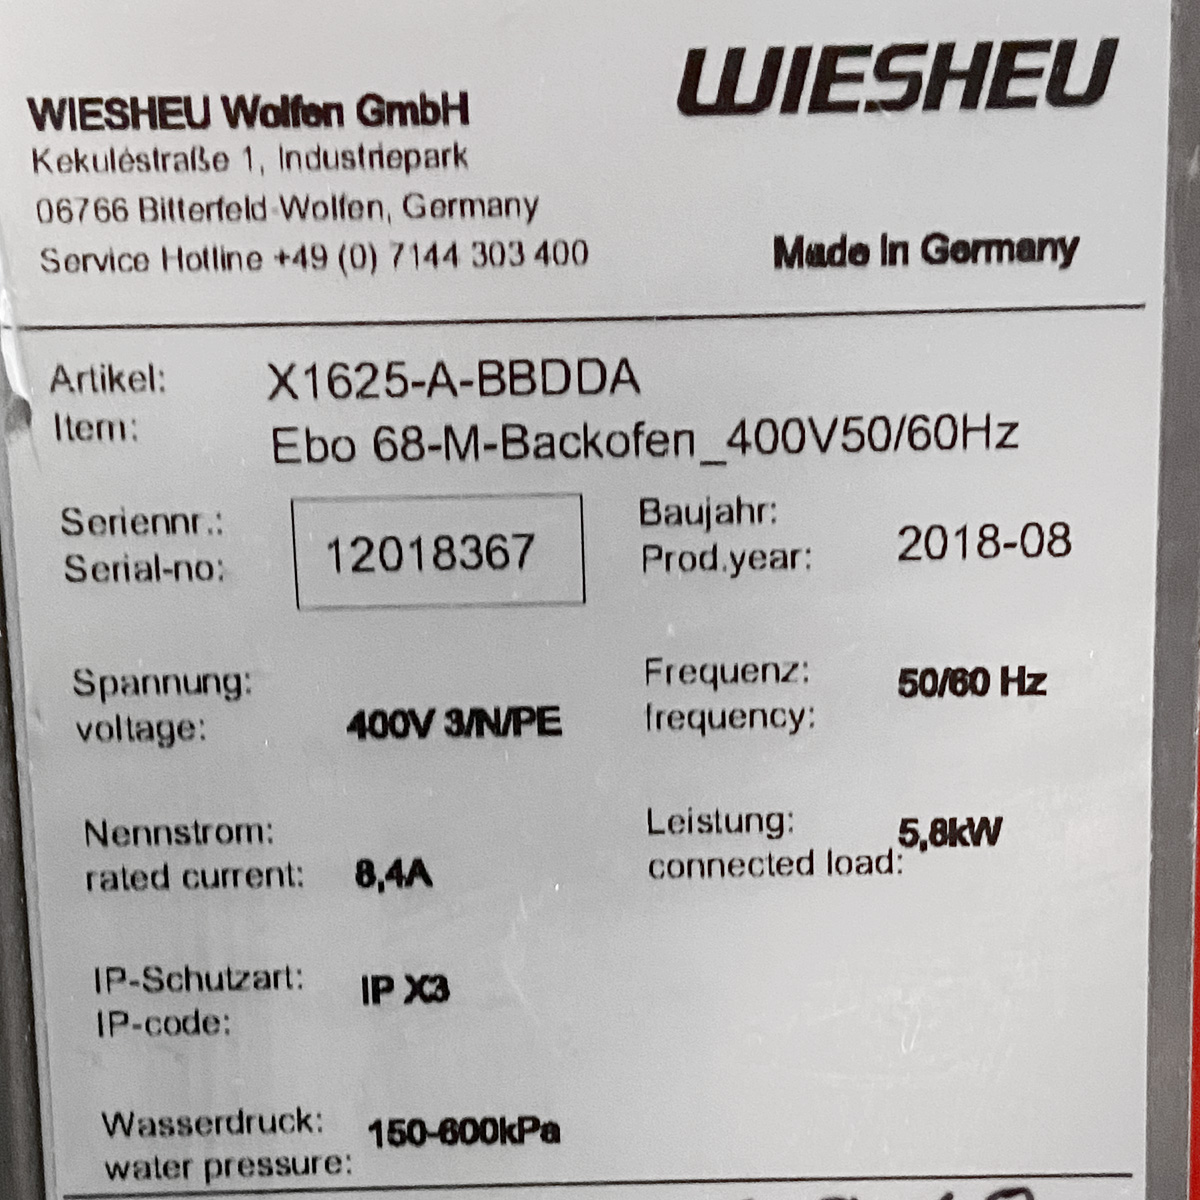 WIESHEU
WIESHEU Wolfen GmbH
Kekuléstraße 1, Industriepark
06766 Bitterfeld-Wolfen, Germany
Service Hotline +49 (0) 7144 303 400
Made In Germany
Artikel:
Item:
X1625-A-BBDDA
Ebo 68-M-Backofen_400V50/60Hz
Seriennr.:
Serial-no:
12018367
Baujahr:
Prod.year:
2018-08
Spannung:
voltage:
400V 3/N/PE
Frequenz:
frequency:
50/60 Hz
Nennstrom:
rated current:
8,4A
Leistung:
connected load:
5,8kW
IP-Schutzart:
IP-code:
IP X3
Wasserdruck:
water pressure:
150-600kPa